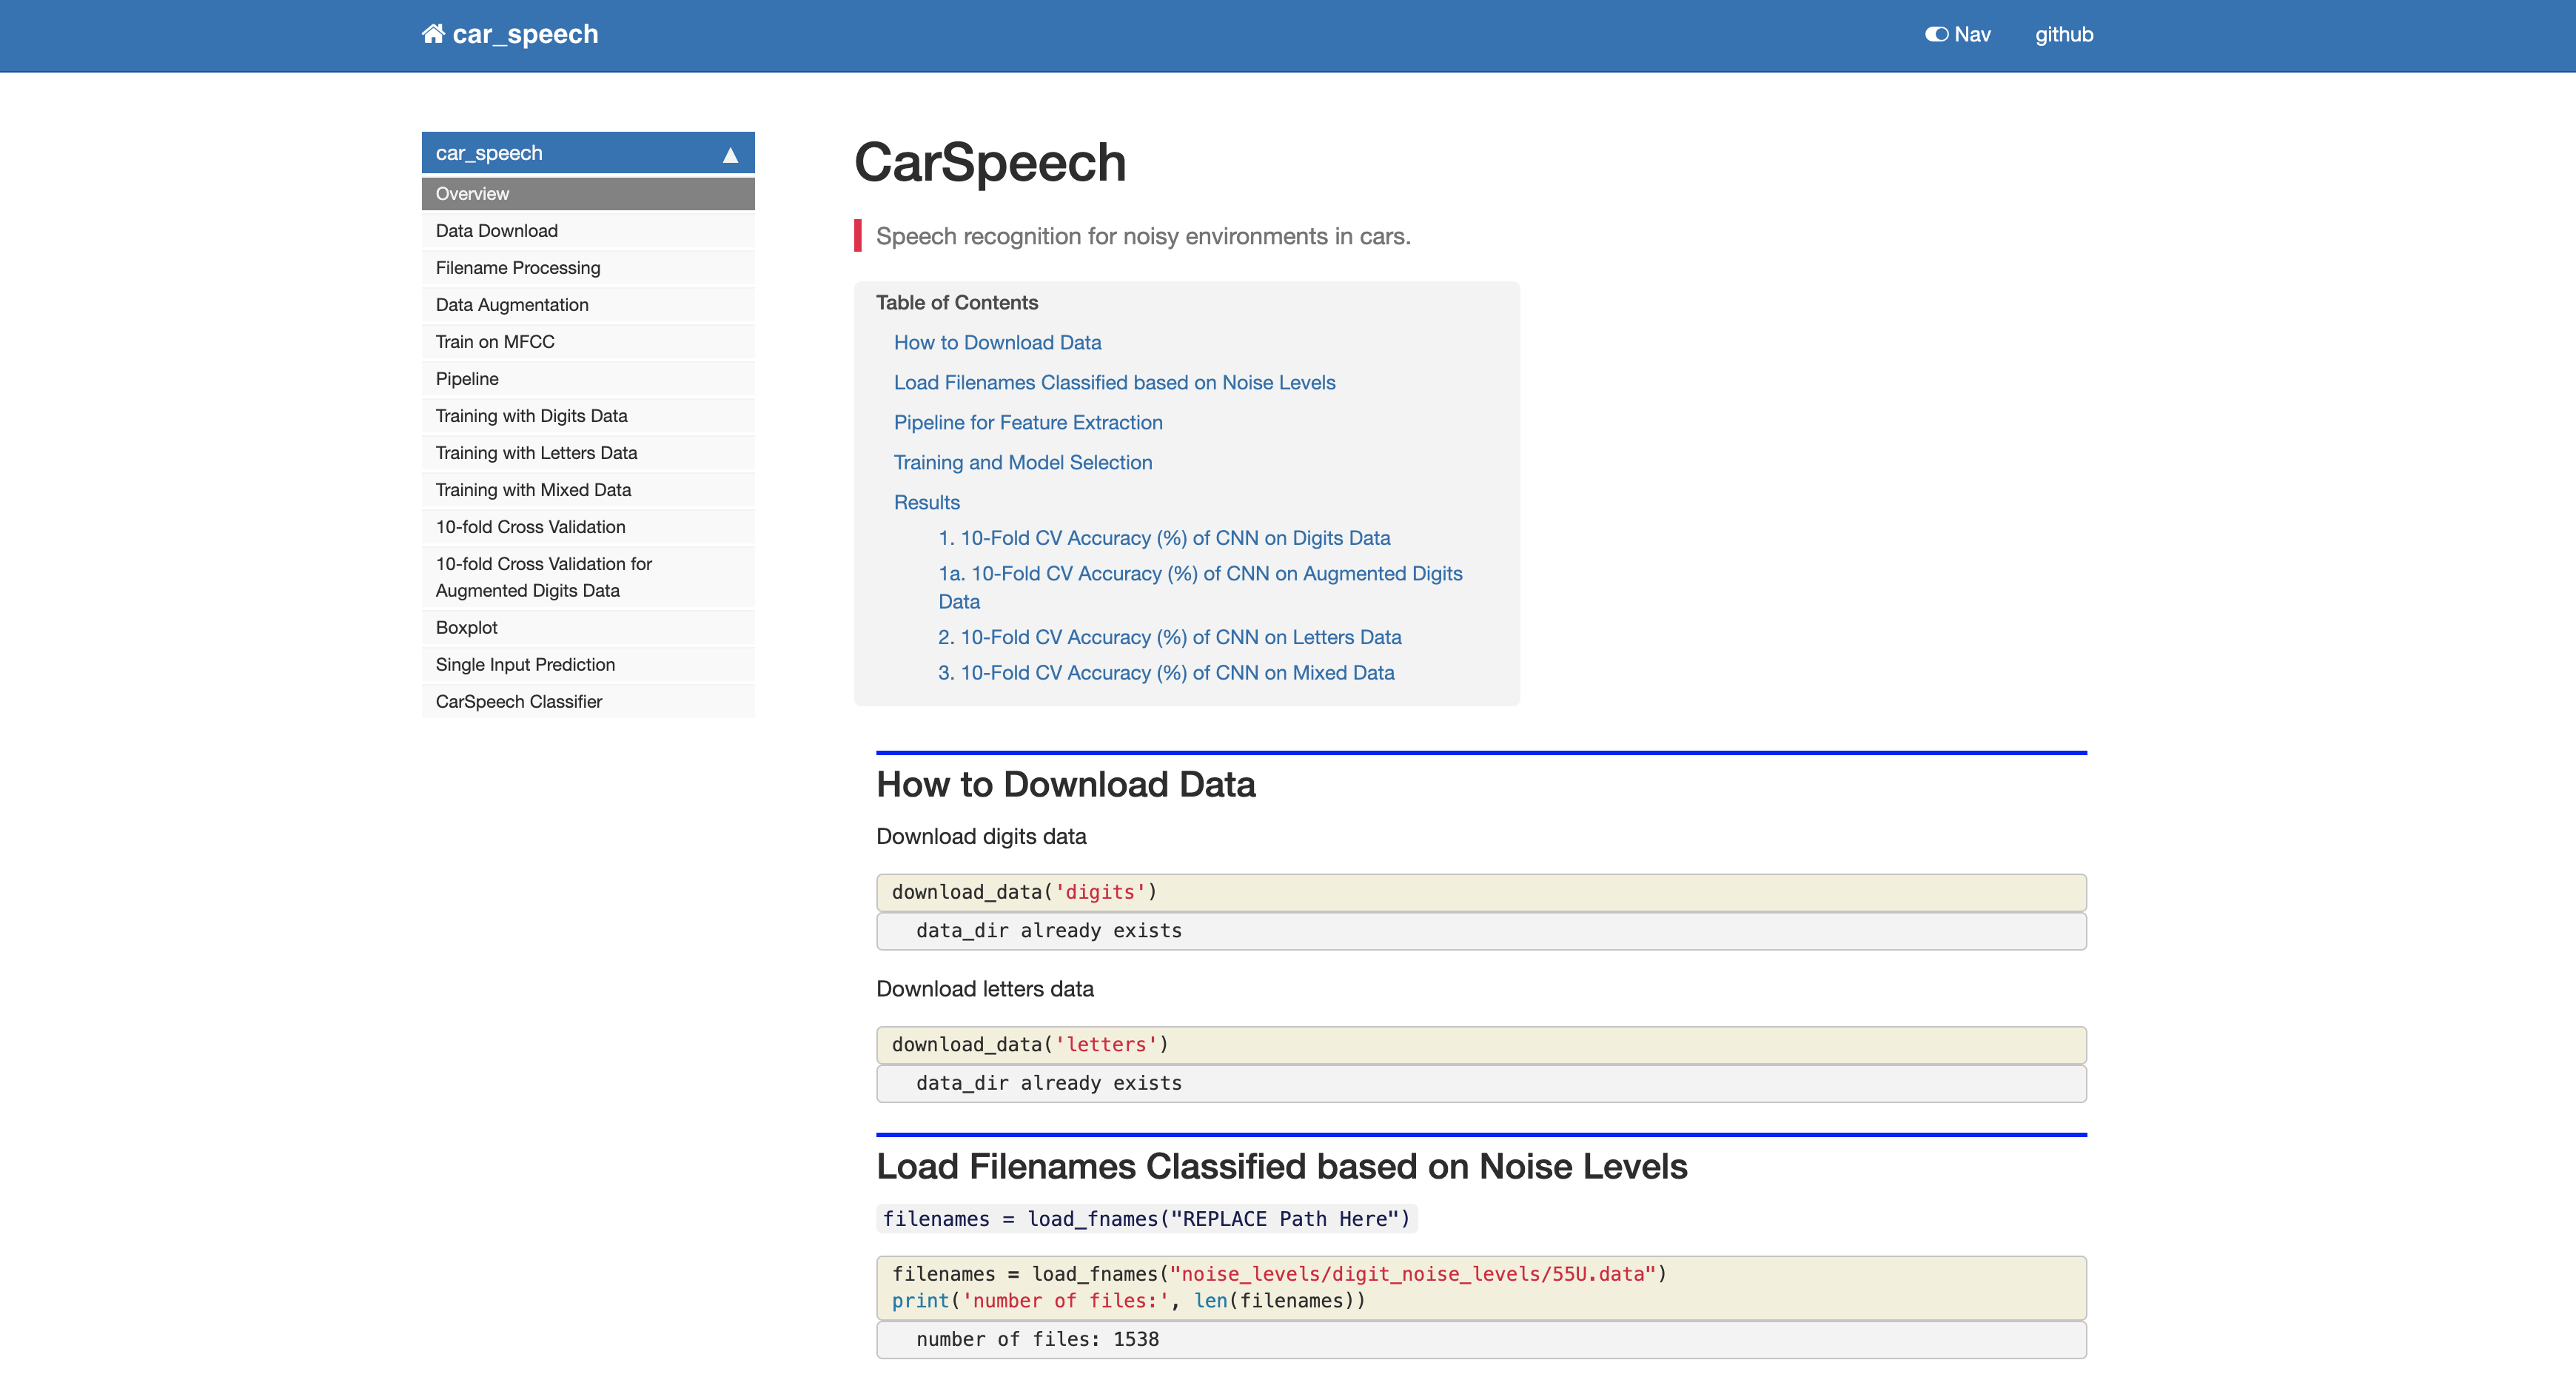 car_speech
Nav
github
car_speech ▲
Overview
Data Download
Filename Processing
Data Augmentation
Train on MFCC
Pipeline
Training with Digits Data
Training with Letters Data
Training with Mixed Data
10-fold Cross Validation
10-fold Cross Validation for
Augmented Digits Data
Boxplot
Single Input Prediction
CarSpeech Classifier
CarSpeech
Speech recognition for noisy environments in cars.
Table of Contents
How to Download Data
Load Filenames Classified based on Noise Levels
Pipeline for Feature Extraction
Training and Model Selection
Results
1. 10-Fold CV Accuracy (%) of CNN on Digits Data
1a. 10-Fold CV Accuracy (%) of CNN on Augmented Digits
Data
2. 10-Fold CV Accuracy (%) of CNN on Letters Data
3. 10-Fold CV Accuracy (%) of CNN on Mixed Data
How to Download Data
Download digits data
download_data('digits')
data_dir already exists
Download letters data
download_data('letters')
data_dir already exists
Load Filenames Classified based on Noise Levels
filenames = load_fnames("REPLACE Path Here")
filenames = load_fnames("noise_levels/digit_noise_levels/55U.data")
print('number of files:', len(filenames))
number of files: 1538